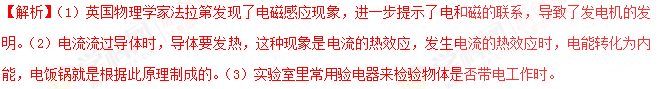 【解析】（1）英国物理学家法拉第发现了电磁感应现象，进一步提示了电和磁的联系，导致了发电机的发
明。（2）电流流过导体时，导体要发热，这种现象是电流的热效应，发生电流的热效应时，电能转化为内
能，电饭锅就是根据此原理制成的。（3）实验室里常用验电器来检验物体是否带电工作时。